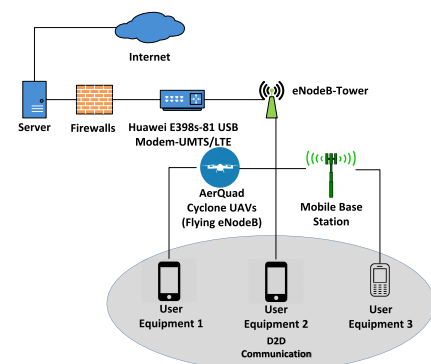 Internet
eNodeB-Tower
Server
Firewalls
Huawei E398s-81 USB
Modem-UMTS/LTE
AerQuad
Cyclone UAVs
(Flying eNodeB)
Mobile Base
Station
User
Equipment 1
User
Equipment 2
User
Equipment 3
D2D
Communication